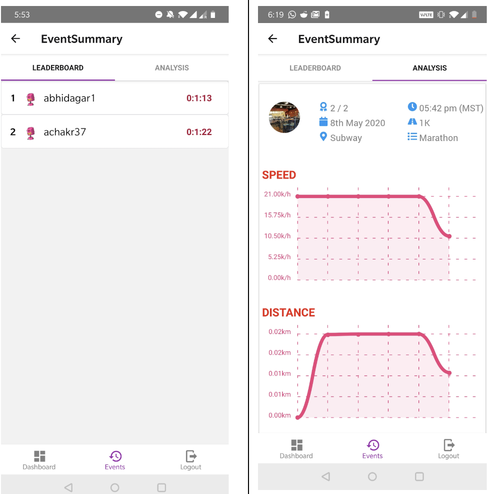 5:53
EventSummary
LEADERBOARD ANALYSIS
1 abhidagar1 0:1:13
2 achakr37 0:1:22
Dashboard Events Logout
6:19
EventSummary
LEADERBOARD ANALYSIS
2 / 2 05:42 pm (MST)
8th May 2020 1K
Subway Marathon
SPEED
21.00k/h
15.75k/h
10.50k/h
5.25k/h
0.00k/h
DISTANCE
0.02km
0.02km
0.01km
0.01km
0.00km
Dashboard Events Logout